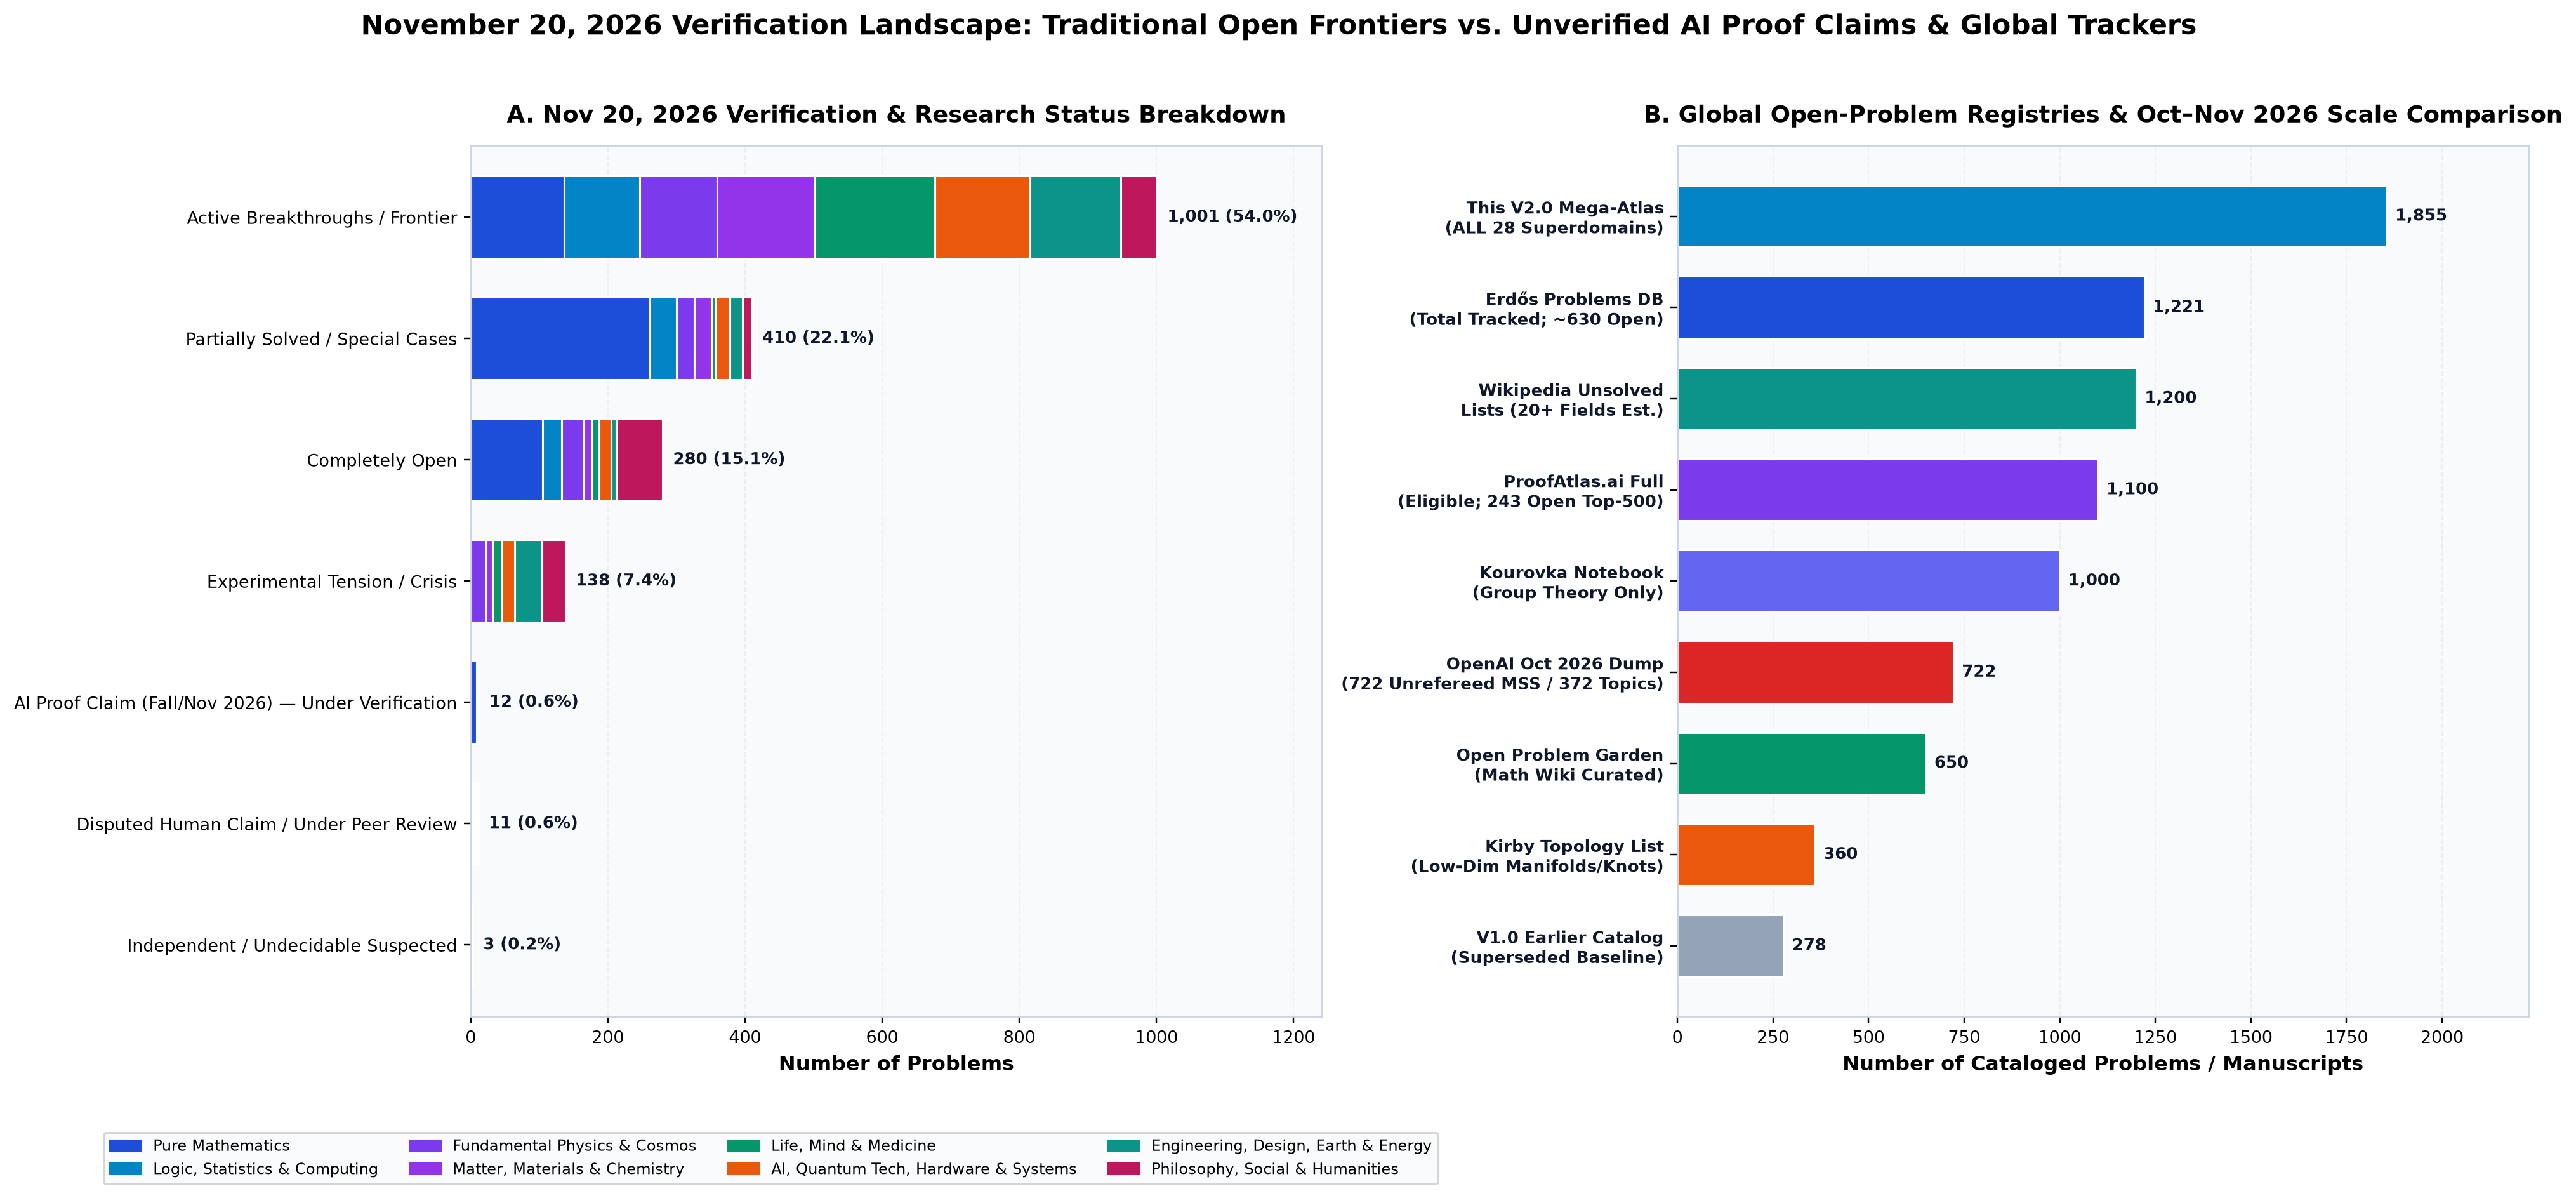 November 20, 2026 Verification Landscape: Traditional Open Frontiers vs. Unverified AI Proof Claims & Global Trackers
A. Nov 20, 2026 Verification & Research Status Breakdown
Active Breakthroughs / Frontier
1,001 (54.0%)
Partially Solved / Special Cases
410 (22.1%)
Completely Open
280 (15.1%)
Experimental Tension / Crisis
138 (7.4%)
AI Proof Claim (Fall/Nov 2026) — Under Verification
12 (0.6%)
Disputed Human Claim / Under Peer Review
11 (0.6%)
Independent / Undecidable Suspected
3 (0.2%)
0 200 400 600 800 1000 1200
Number of Problems
B. Global Open-Problem Registries & Oct–Nov 2026 Scale Comparison
This V2.0 Mega-Atlas
(ALL 28 Superdomains)
1,855
Erdős Problems DB
(Total Tracked; ~630 Open)
1,221
Wikipedia Unsolved
Lists (20+ Fields Est.)
1,200
ProofAtlas.ai Full
(Eligible; 243 Open Top-500)
1,100
Kourovka Notebook
(Group Theory Only)
1,000
OpenAI Oct 2026 Dump
(722 Unrefereed MSS / 372 Topics)
722
Open Problem Garden
(Math Wiki Curated)
650
Kirby Topology List
(Low-Dim Manifolds/Knots)
360
V1.0 Earlier Catalog
(Superseded Baseline)
278
0 250 500 750 1000 1250 1500 1750 2000
Number of Cataloged Problems / Manuscripts
Pure Mathematics
Logic, Statistics & Computing
Fundamental Physics & Cosmos
Matter, Materials & Chemistry
Life, Mind & Medicine
AI, Quantum Tech, Hardware & Systems
Engineering, Design, Earth & Energy
Philosophy, Social & Humanities